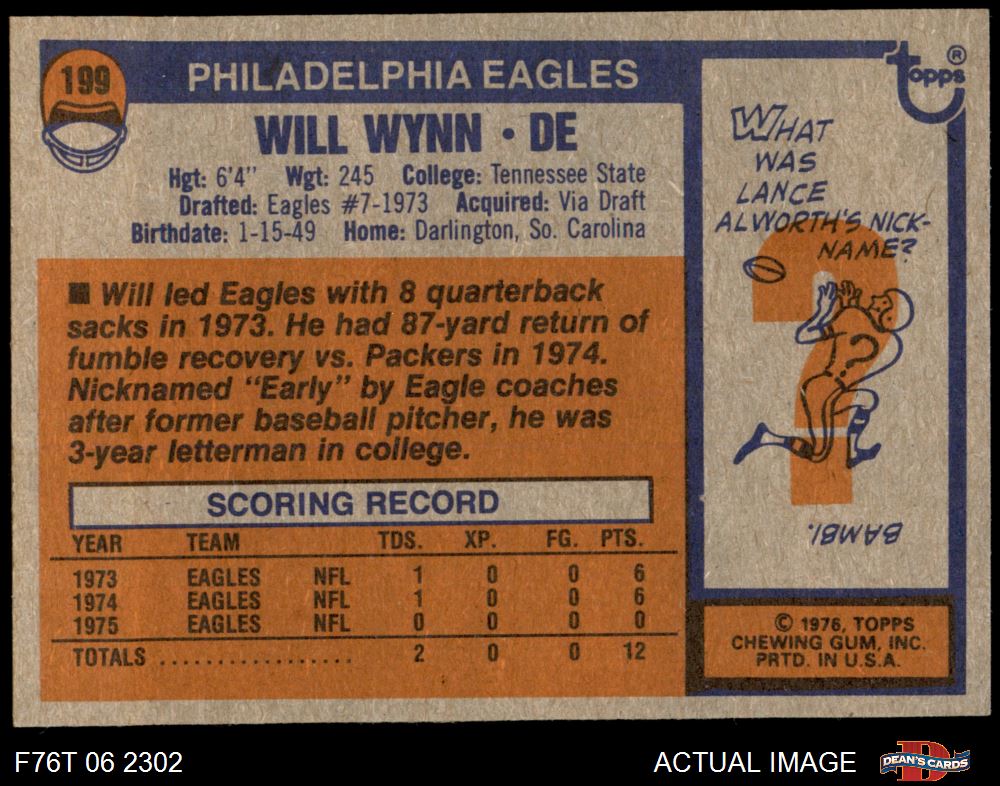 199
PHILADELPHIA EAGLES
Topps®
WILL WYNN • DE
Hgt: 6'4" Wgt: 245 College: Tennessee State
Drafted: Eagles #7-1973 Acquired: Via Draft
Birthdate: 1-15-49 Home: Darlington, So. Carolina
■ Will led Eagles with 8 quarterback
sacks in 1973. He had 87-yard return of
fumble recovery vs. Packers in 1974.
Nicknamed "Early" by Eagle coaches
after former baseball pitcher, he was
3-year letterman in college.
SCORING RECORD
YEAR TEAM TDS. XP. FG. PTS.
1973 EAGLES NFL 1 0 0 6
1974 EAGLES NFL 1 0 0 6
1975 EAGLES NFL 0 0 0 0
TOTALS .................. 2 0 0 12
WHAT
WAS
LANCE
ALWORTH'S NICK-
NAME?
BAMBI.
© 1976, TOPPS
CHEWING GUM, INC.
PRTD. IN U.S.A.
F76T 06 2302
ACTUAL IMAGE
DEAN'S CARDS